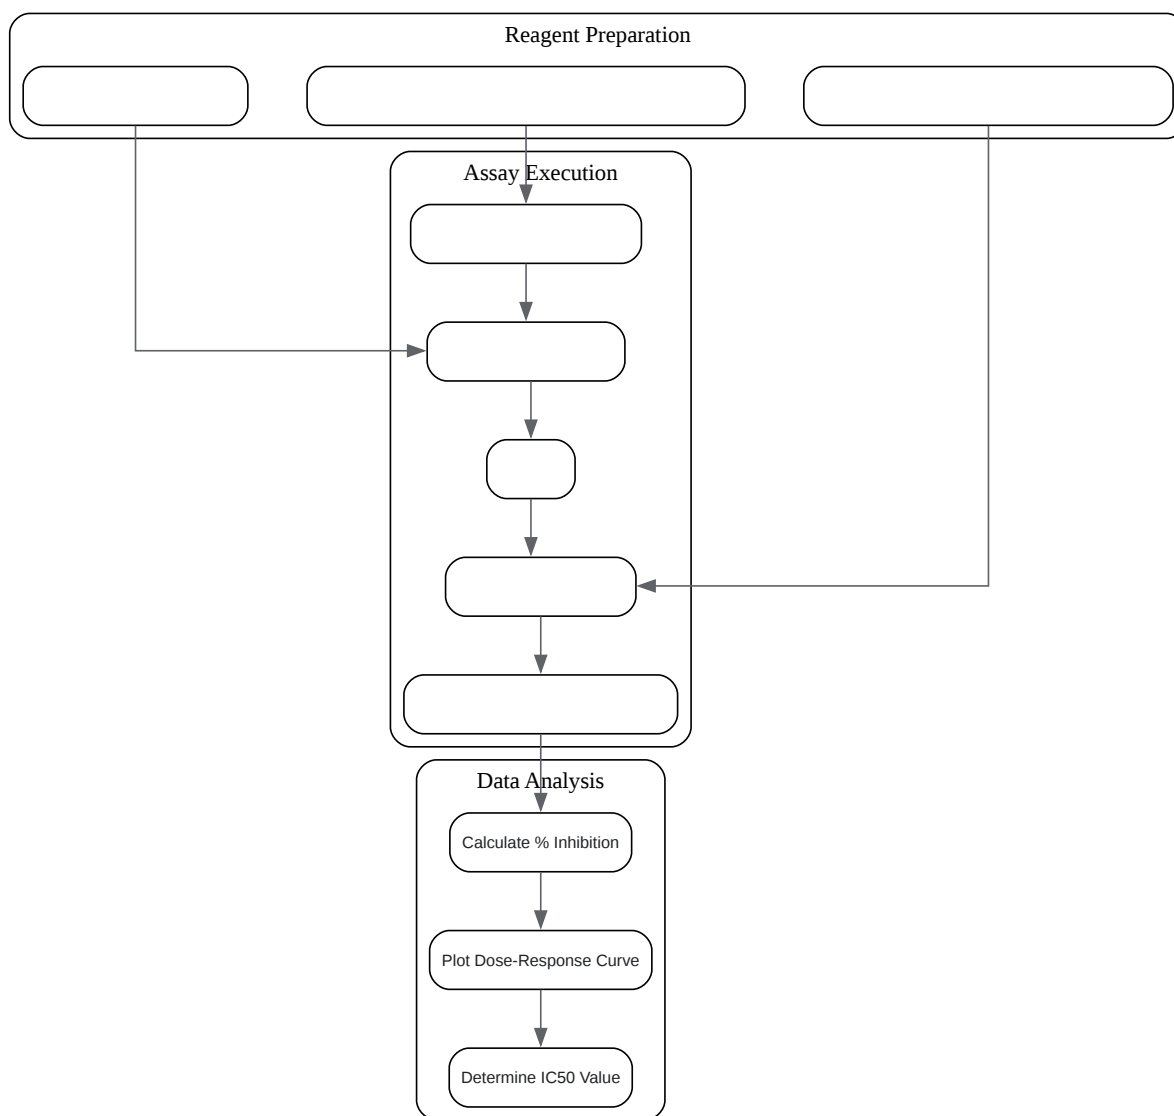 Reagent Preparation
Assay Execution
Data Analysis
Calculate % Inhibition
Plot Dose-Response Curve
Determine IC50 Value